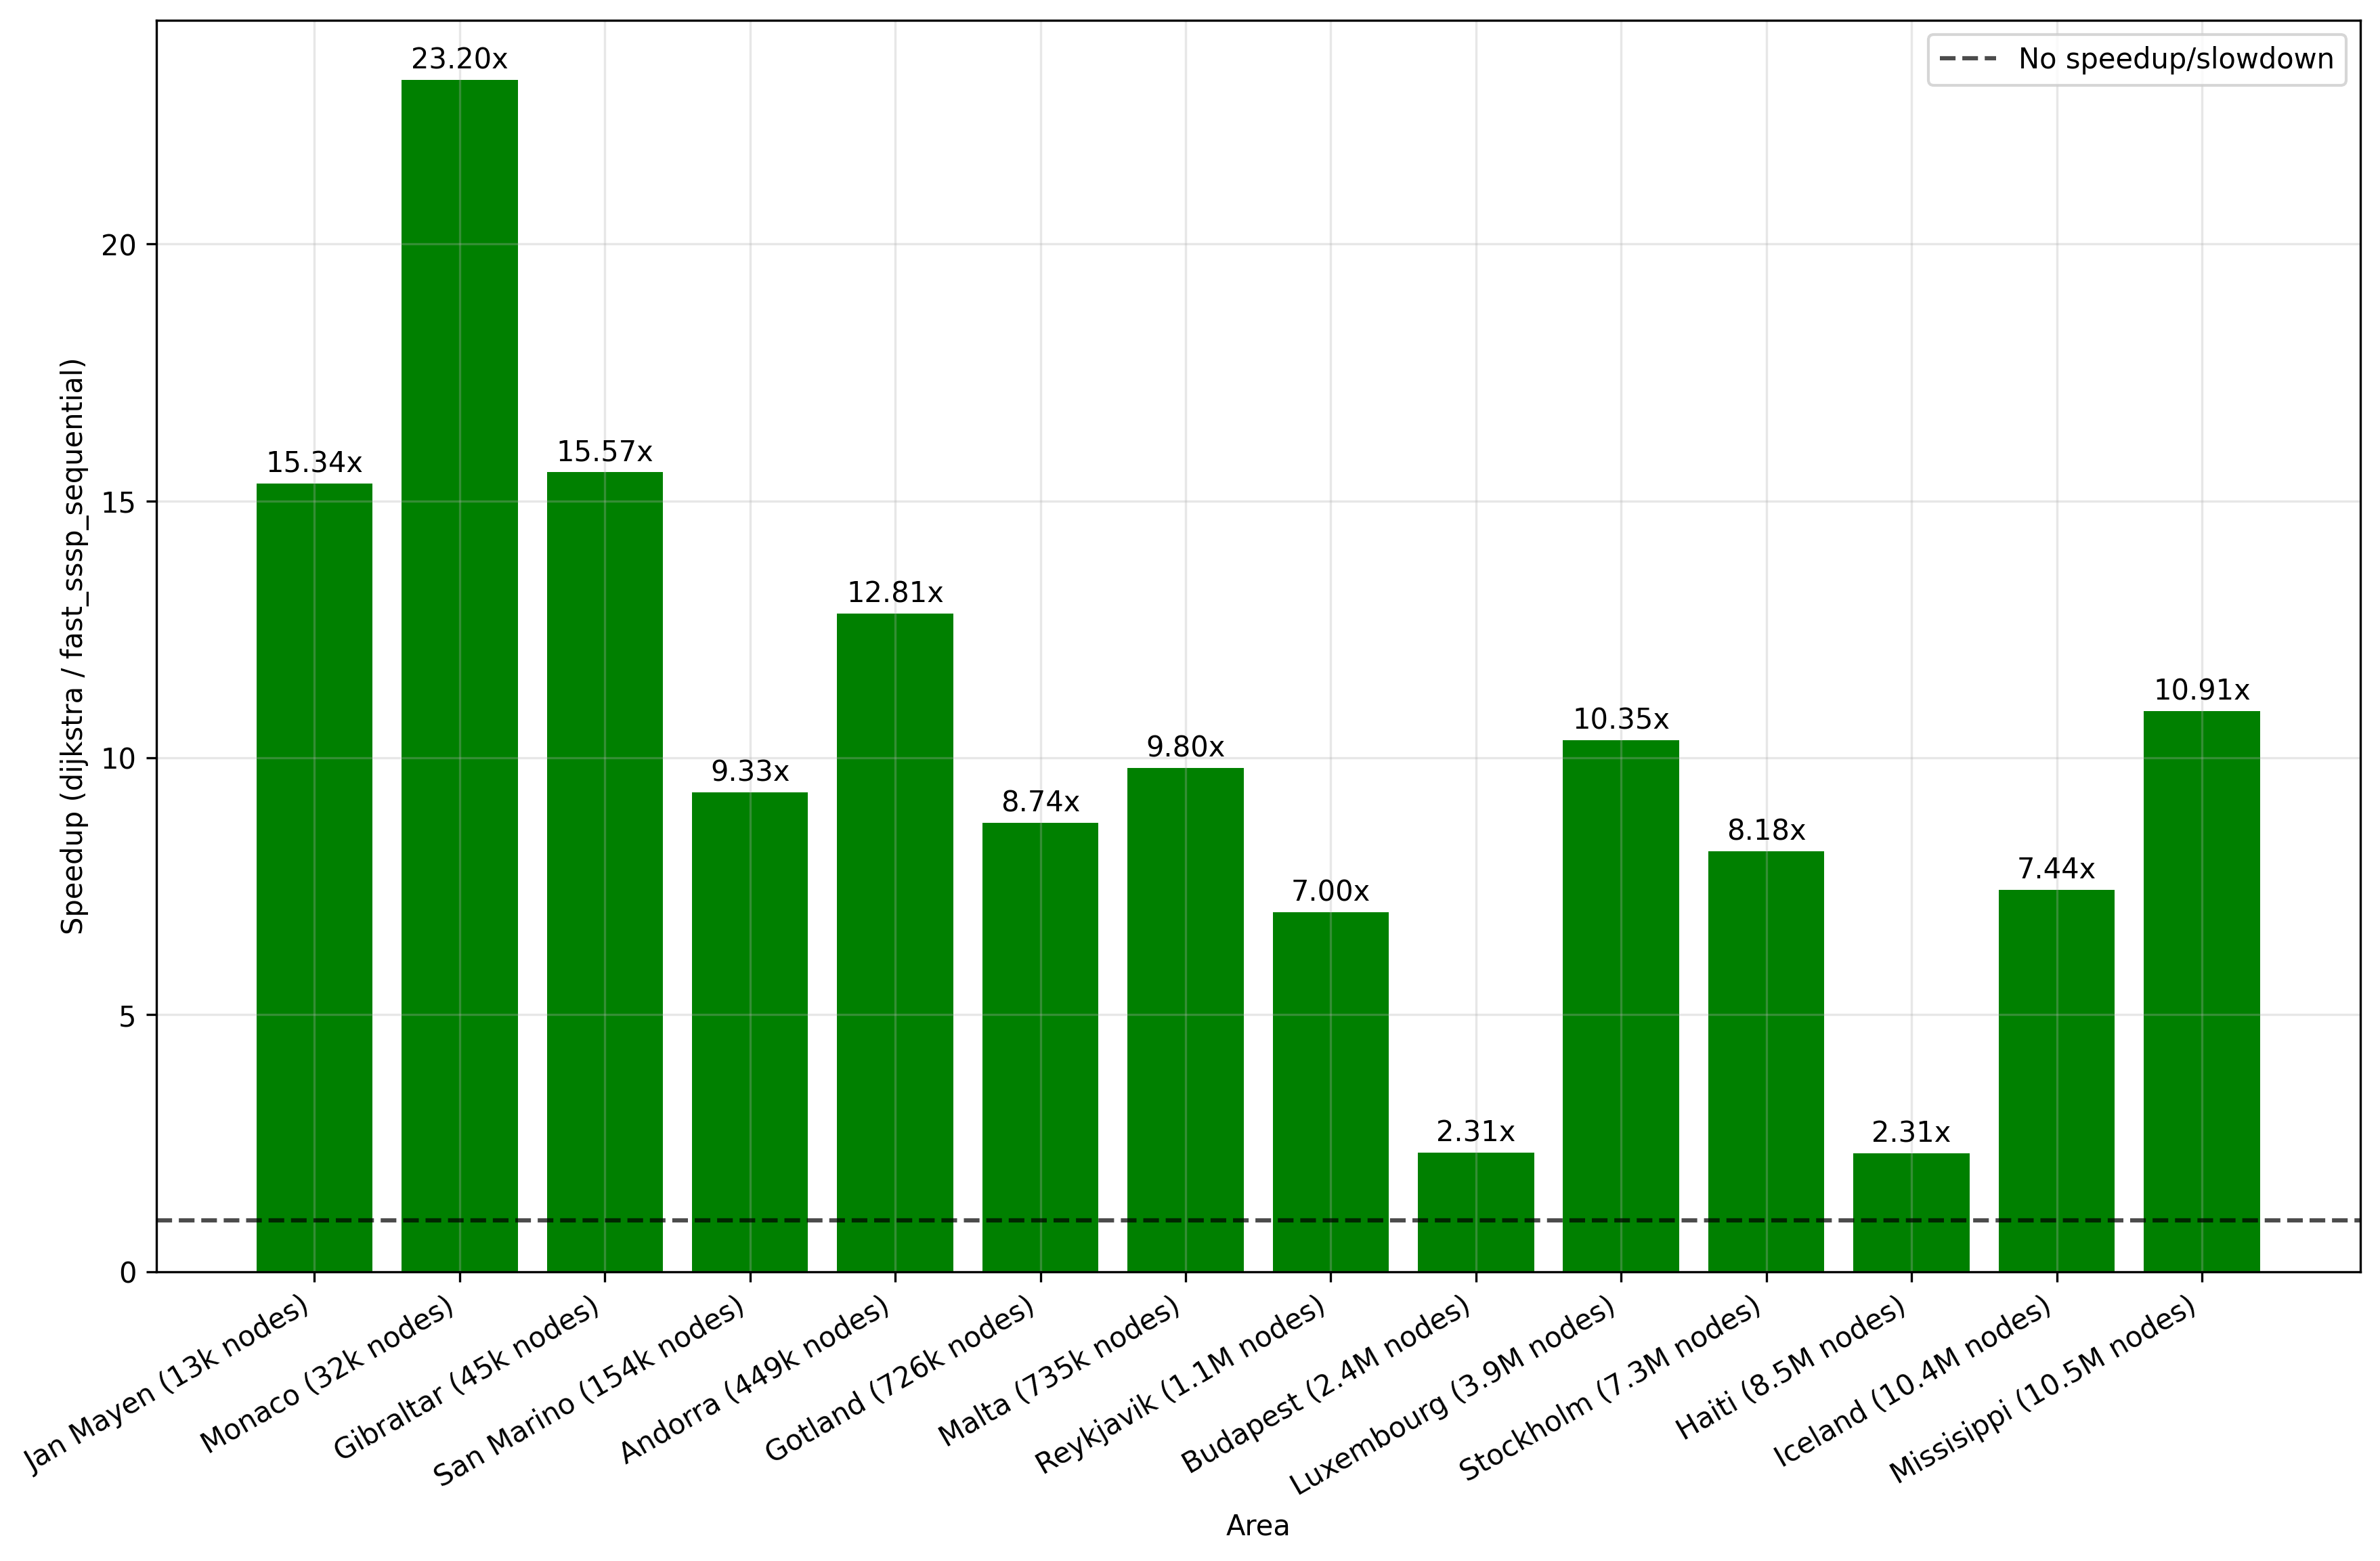 23.20x
No speedup/slowdown
15.34x
15.57x
9.33x
12.81x
8.74x
9.80x
7.00x
2.31x
10.35x
8.18x
2.31x
7.44x
10.91x
Speedup (dijkstra / fast_sssp_sequential)
20
15
10
5
0
Jan Mayen (13k nodes)
Monaco (32k nodes)
Gibraltar (45k nodes)
San Marino (154k nodes)
Andorra (449k nodes)
Gotland (726k nodes)
Malta (735k nodes)
Reykjavik (1.1M nodes)
Budapest (2.4M nodes)
Luxembourg (3.9M nodes)
Stockholm (7.3M nodes)
Haiti (8.5M nodes)
Iceland (10.4M nodes)
Missisippi (10.5M nodes)
Area